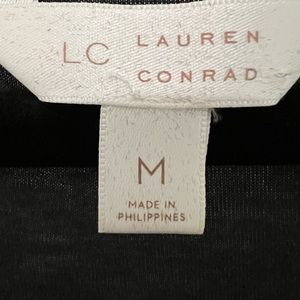 LC LAUREN
CONRAD
M
MADE IN
PHILIPPINES